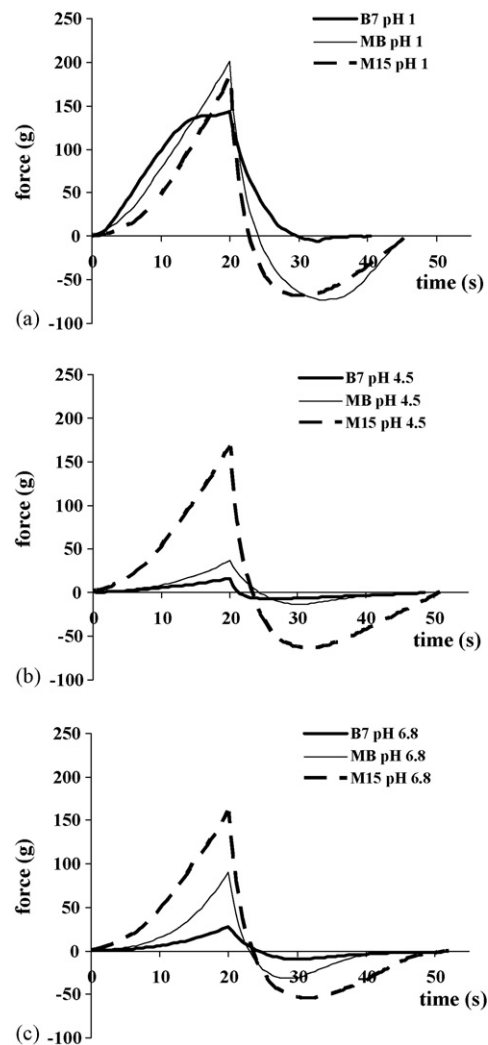 B7 pH 1
MB pH 1
M15 pH 1
250
200
150
100
50
0
-50
-100
force (g)
0 10 20 30 40 50
time (s)
(a)
B7 pH 4.5
MB pH 4.5
M15 pH 4.5
250
200
150
100
50
0
-50
-100
force (g)
0 10 20 30 40 50
time (s)
(b)
B7 pH 6.8
MB pH 6.8
M15 pH 6.8
250
200
150
100
50
0
-50
-100
force (g)
0 10 20 30 40 50
time (s)
(c)